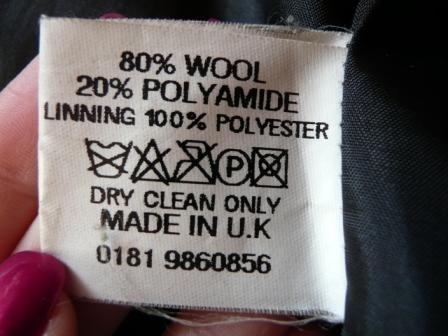 80% WOOL
20% POLYAMIDE
LINNING 100% POLYESTER
P
DRY CLEAN ONLY
MADE IN U.K
0181 9860856